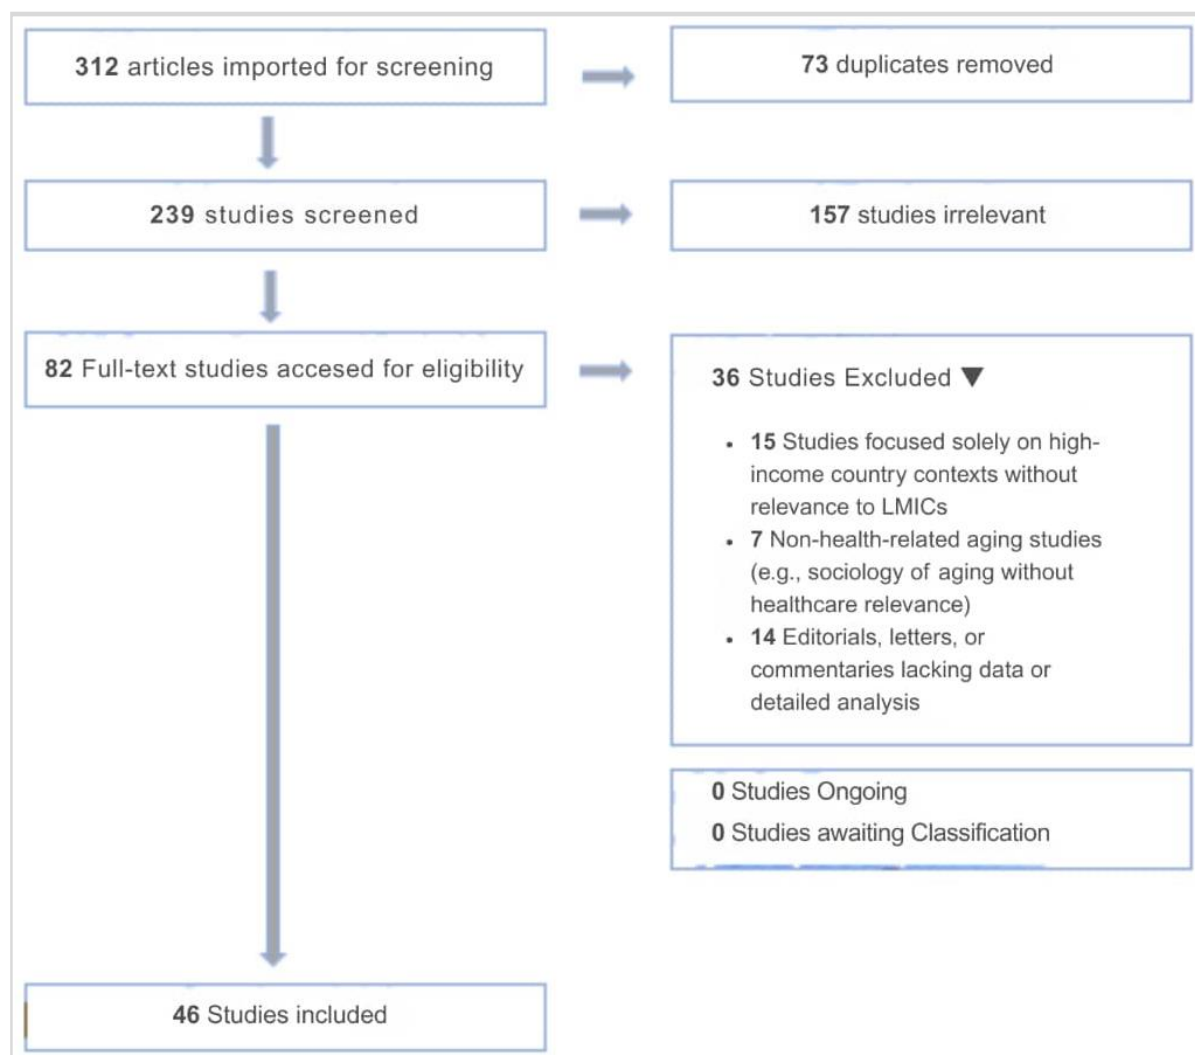 312 articles imported for screening
73 duplicates removed
239 studies screened
157 studies irrelevant
82 Full-text studies accesed for eligibility
36 Studies Excluded ▼
• 15 Studies focused solely on high-
income country contexts without
relevance to LMICs
• 7 Non-health-related aging studies
(e.g., sociology of aging without
healthcare relevance)
• 14 Editorials, letters, or
commentaries lacking data or
detailed analysis
0 Studies Ongoing
0 Studies awaiting Classification
46 Studies included